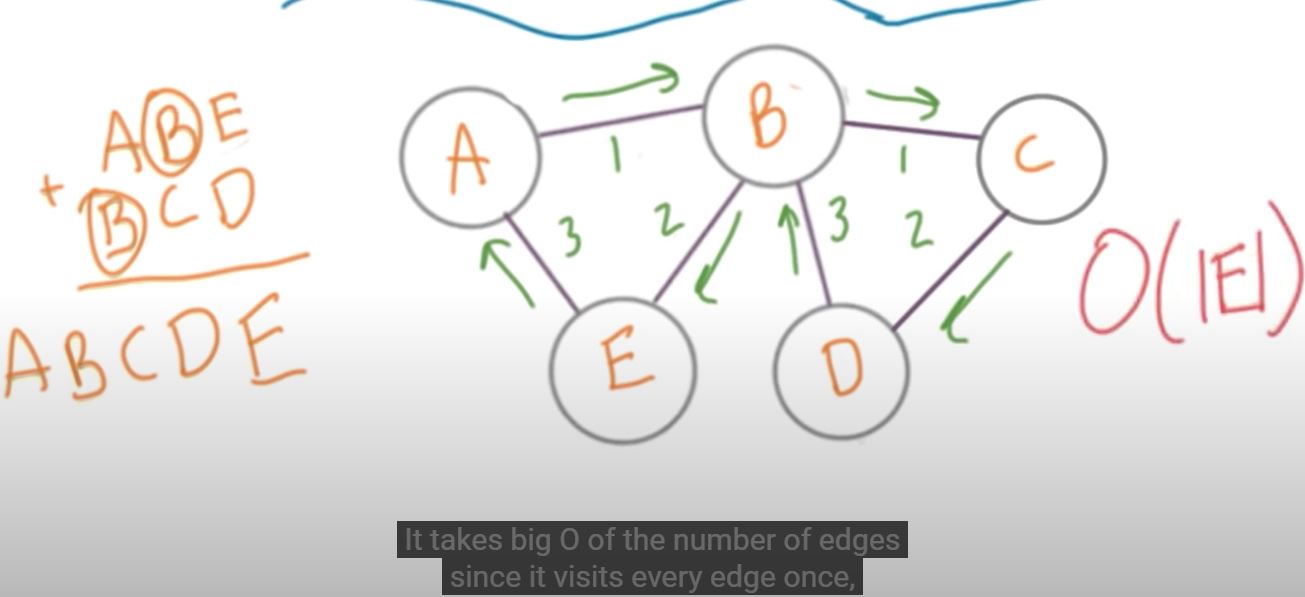 ABE
+ BCD
ABCDE
A
B
C
1
1
3
2
3
2
E
D
O(|E|)
It takes big O of the number of edges
since it visits every edge once,